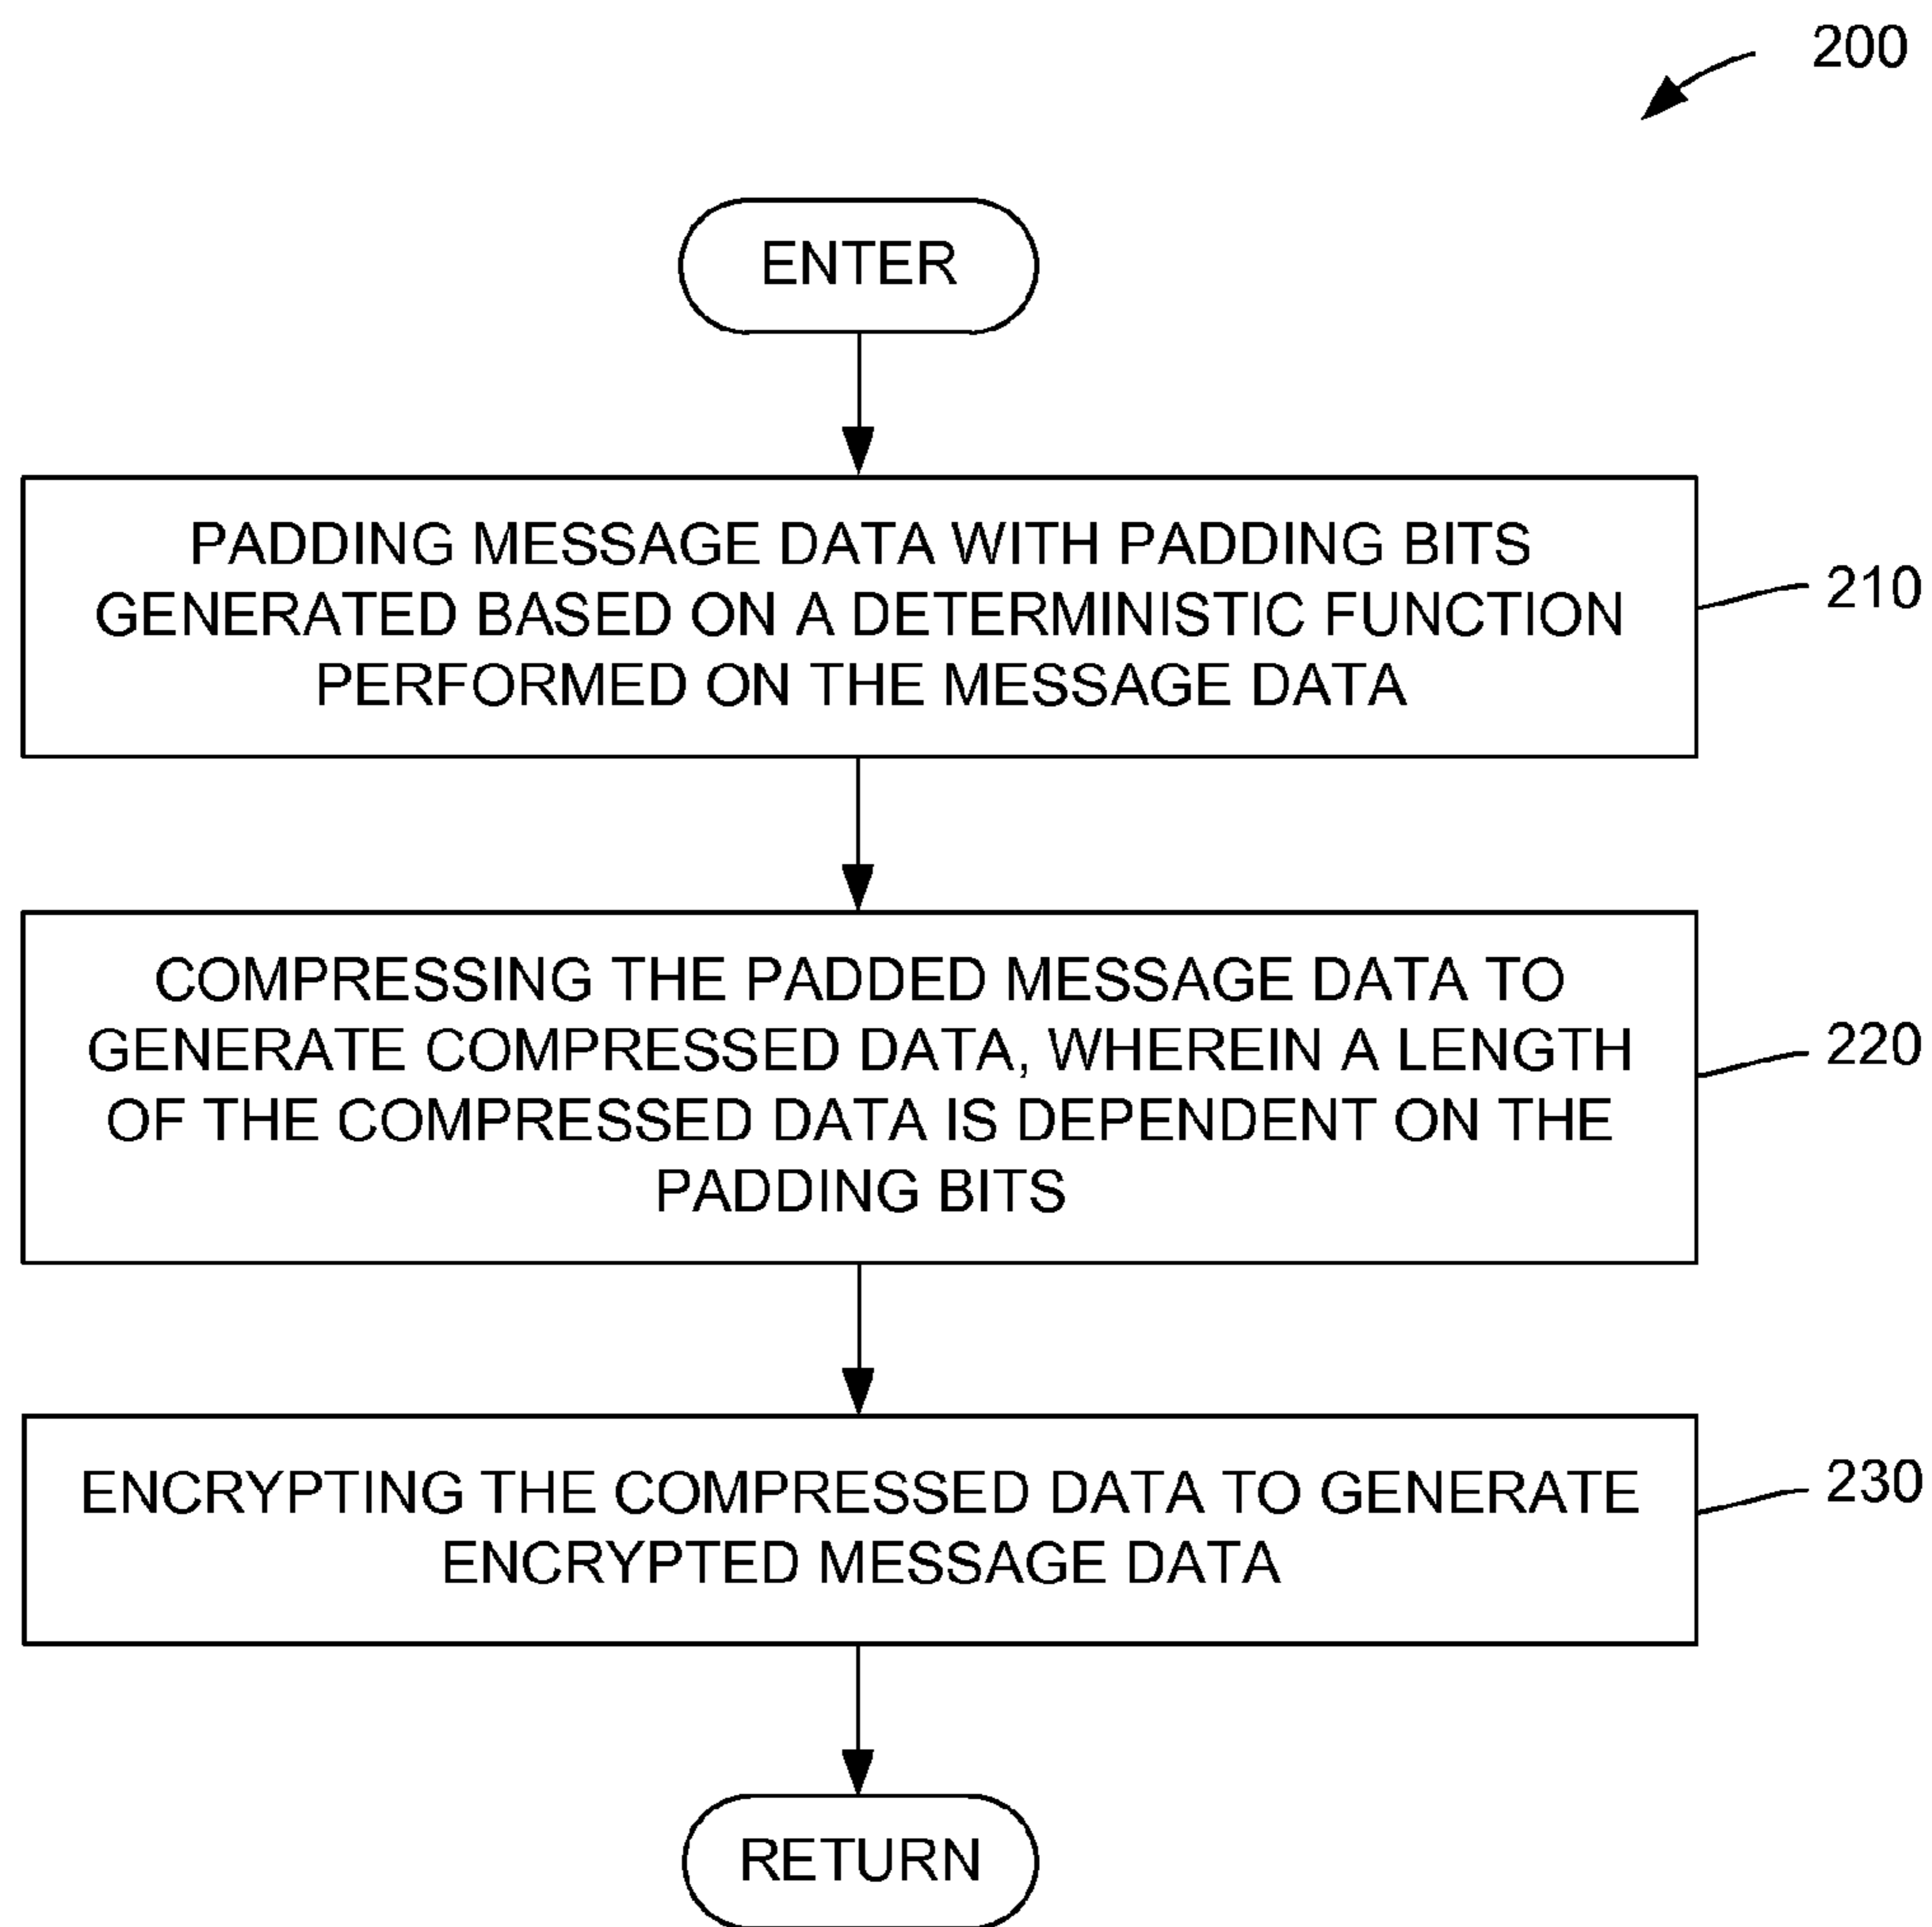 200
ENTER
PADDING MESSAGE DATA WITH PADDING BITS
GENERATED BASED ON A DETERMINISTIC FUNCTION
PERFORMED ON THE MESSAGE DATA
210
COMPRESSING THE PADDED MESSAGE DATA TO
GENERATE COMPRESSED DATA, WHEREIN A LENGTH
OF THE COMPRESSED DATA IS DEPENDENT ON THE
PADDING BITS
220
ENCRYPTING THE COMPRESSED DATA TO GENERATE
ENCRYPTED MESSAGE DATA
230
RETURN